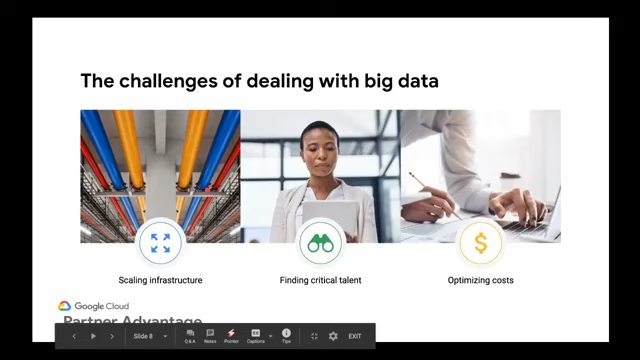 The challenges of dealing with big data
$
Scaling infrastructure
Finding critical talent
Optimizing costs
Google Cloud
Partner Advantage
Slide 8
Q & A
Notes
Pointer
CC
Captions
Tips
EXIT